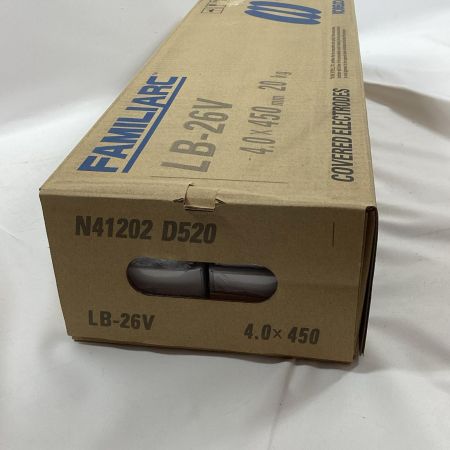 FAMILIARC
LB-26V
4.0×450 mm 20 kg
COVERED ELECTRODES
N41202 D520
LB-26V
4.0×450